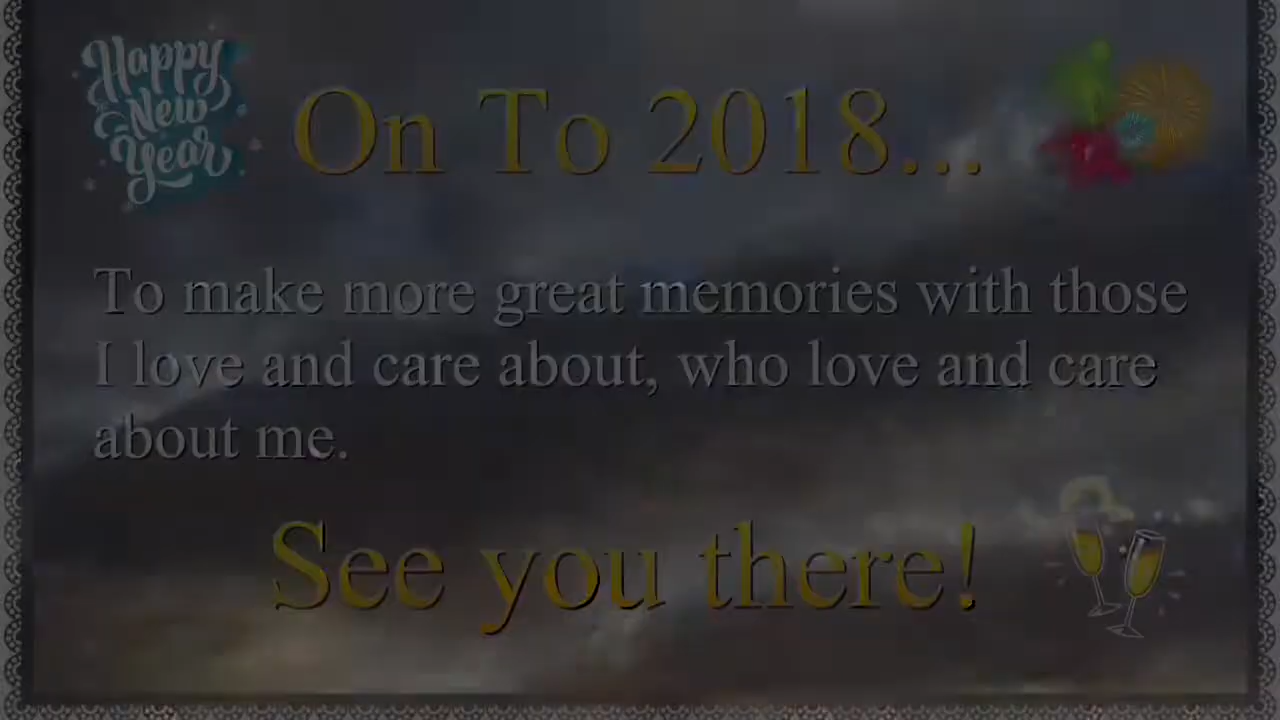 Happy
New
Year
On To 2018...
To make more great memories with those
I love and care about, who love and care
about me.
See you there!